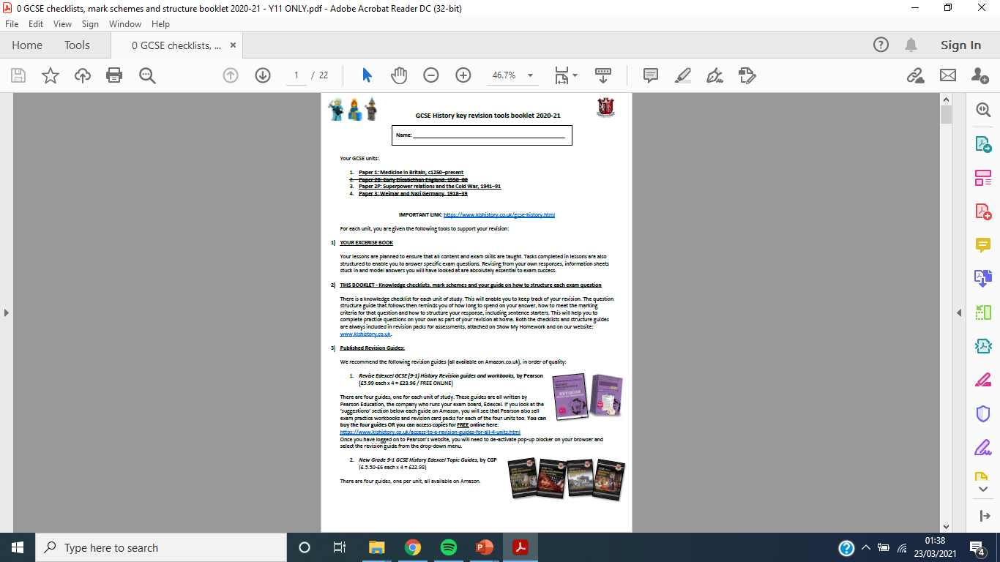 0 GCSE checklists, mark schemes and structure booklet 2020-21 - Y11 ONLY.pdf - Adobe Acrobat Reader DC (32-bit)
File Edit View Sign Window Help
Home Tools 0 GCSE checklists, ... × Sign In
1 / 22 46.7%
GCSE History key revision tools booklet 2020-21
Name: ______________________________
Your GCSE units:
1. Paper 1: Medicine in Britain, c1250–present
2. Paper 2B: Early Elizabethan England, 1558–88
3. Paper 2P: Superpower relations and the Cold War, 1941–91
4. Paper 3: Weimar and Nazi Germany, 1918–39
IMPORTANT LINK: https://www.klshistory.co.uk/gcse-history.html
For each unit, you are given the following tools to support your revision:
1) YOUR EXCERISE BOOK
Your lessons are planned to ensure that all content and exam skills are taught. Tasks completed in lessons are also
structured to enable you to answer specific exam questions. Revising from your own responses, information sheets
stuck in and model answers you will have looked at are absolutely essential to exam success.
2) THIS BOOKLET - Knowledge checklists, mark schemes and your guide on how to structure each exam question
There is a knowledge checklist for each unit of study. This will enable you to keep track of your revision. The question
structure guide that follows then reminds you of how long to spend on your answer, how to meet the marking
criteria for that question and how to structure your response, including sentence starters. This will help you to
complete practice questions on your own as part of your revision at home. Both the checklists and structure guides
are always included in revision packs for assessments, attached on Show My Homework and on our website:
www.klshistory.co.uk.
3) Published Revision Guides:
We recommend the following revision guides (all available on Amazon.co.uk), in order of quality:
1. Revise Edexcel GCSE (9-1) History Revision guides and workbooks, by Pearson
(£5.99 each x 4 = £23.96 / FREE ONLINE)
There are four guides, one for each unit of study. These guides are all written by
Pearson Education, the company who runs your exam board, Edexcel. If you look at the
'suggestions' section below each guide on Amazon, you will see that Pearson also sell
exam practice workbooks and revision card packs for each of the four units too. You can
buy the four guides OR you can access copies for FREE online here:
https://www.klshistory.co.uk/access-to-e-revision-guides-for-all-4-units.html
Once you have logged on to Pearson's website, you will need to de-activate pop-up blocker on your browser and
select the revision guide from the drop-down menu.
REVISION
2. New Grade 9-1 GCSE History Edexcel Topic Guides, by CGP
(£.5.50-£6 each x 4 = £22.98)
There are four guides, one per unit, all available on Amazon.
Type here to search
01:38
23/03/2021
4